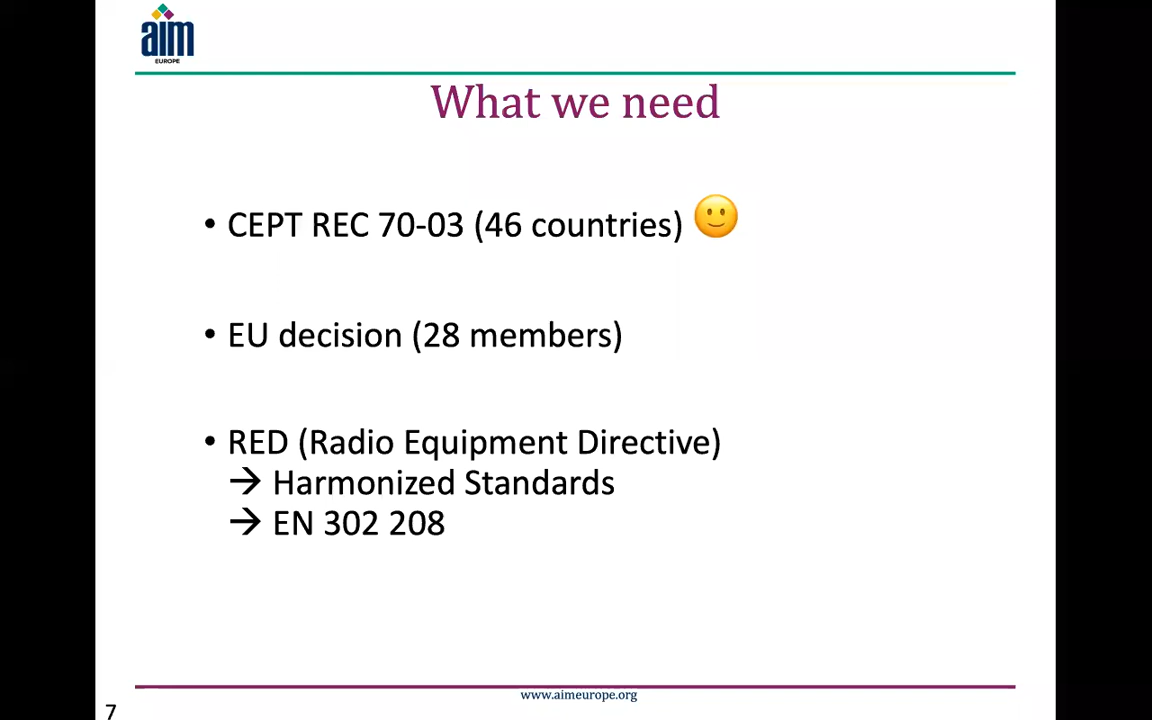 aim
EUROPE
What we need
• CEPT REC 70-03 (46 countries) 🙂
• EU decision (28 members)
• RED (Radio Equipment Directive)
→ Harmonized Standards
→ EN 302 208
www.aimeurope.org
7